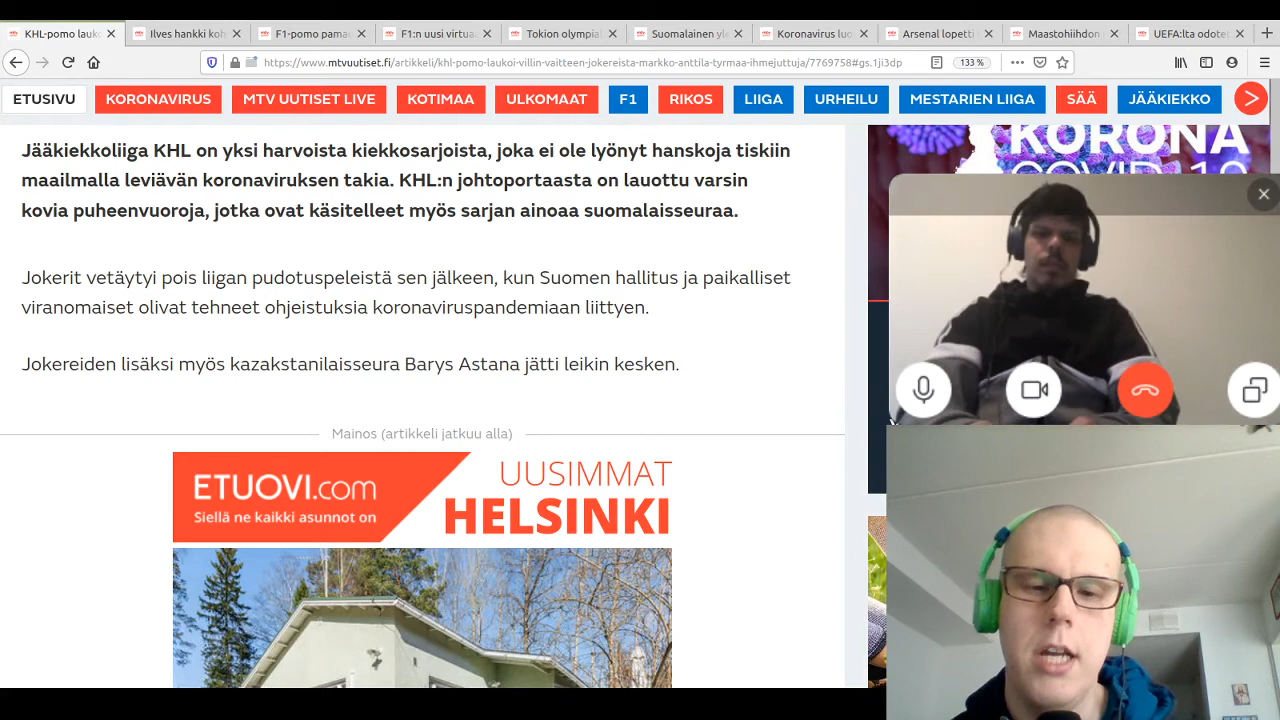 KHL-pomo lauk
Ilves hankki koh
F1-pomo pama
F1:n uusi virtua
Tokion olympia
Suomalainen yl
Koronavirus luo
Arsenal lopetti
Maastohiihdon
UEFA:lta odote
https://www.mtvuutiset.fi/artikkeli/khl-pomo-laukoi-villin-vaitteen-jokereista-markko-anttila-tyrmaa-ihmejuttuja/7769758#gs.1ji3dp
133 %
ETUSIVU
KORONAVIRUS
MTV UUTISET LIVE
KOTIMAA
ULKOMAAT
F1
RIKOS
LIIGA
URHEILU
MESTARIEN LIIGA
SÄÄ
JÄÄKIEKKO
Jääkiekkoliiga KHL on yksi harvoista kiekkosarjoista, joka ei ole lyönyt hanskoja tiskiin
maailmalla leviävän koronaviruksen takia. KHL:n johtoportaasta on lauottu varsin
kovia puheenvuoroja, jotka ovat käsitelleet myös sarjan ainoaa suomalaisseuraa.
Jokerit vetäytyi pois liigan pudotuspeleistä sen jälkeen, kun Suomen hallitus ja paikalliset
viranomaiset olivat tehneet ohjeistuksia koronaviruspandemiaan liittyen.
Jokereiden lisäksi myös kazakstanilaisseura Barys Astana jätti leikin kesken.
Mainos (artikkeli jatkuu alla)
ETUOVI.com
Siellä ne kaikki asunnot on
UUSIMMAT
HELSINKI
KORONA
COVID-19